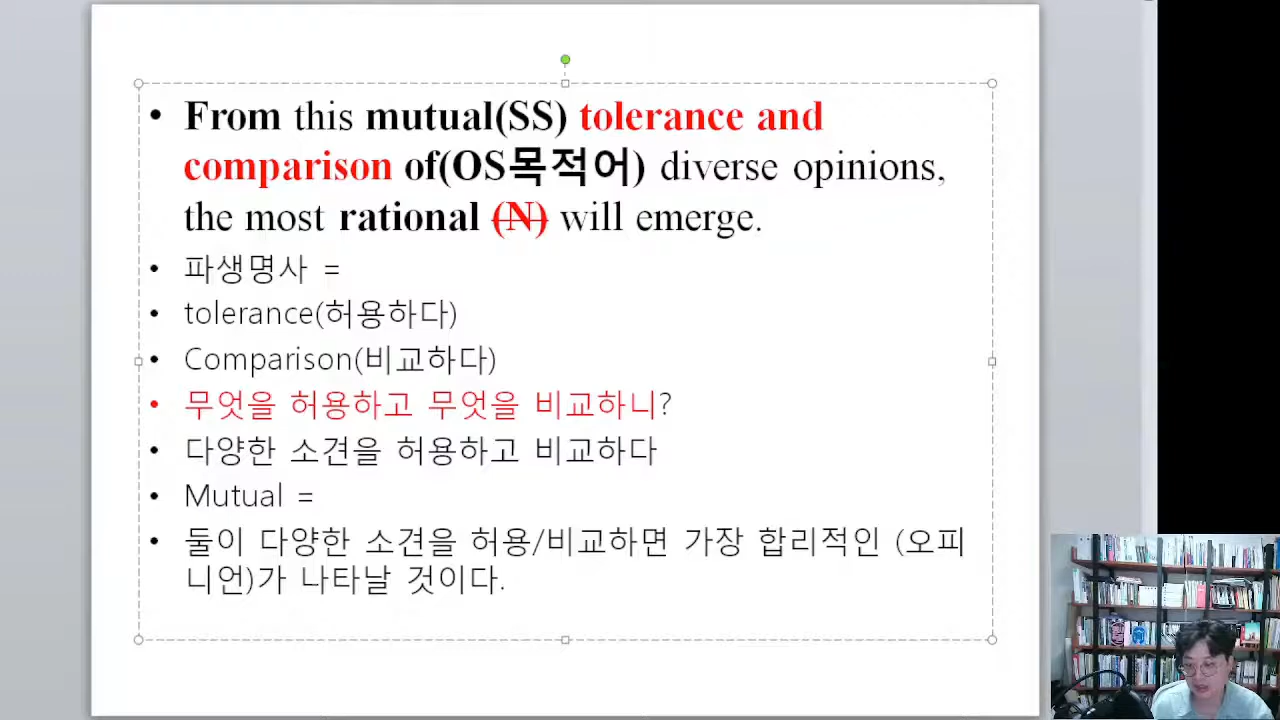 • From this mutual(SS) tolerance and
comparison of(OS목적어) diverse opinions,
the most rational (N) will emerge.
• 파생명사 =
• tolerance(허용하다)
• Comparison(비교하다)
• 무엇을 허용하고 무엇을 비교하니?
• 다양한 소견을 허용하고 비교하다
• Mutual =
• 둘이 다양한 소견을 허용/비교하면 가장 합리적인 (오피
니언)가 나타날 것이다.